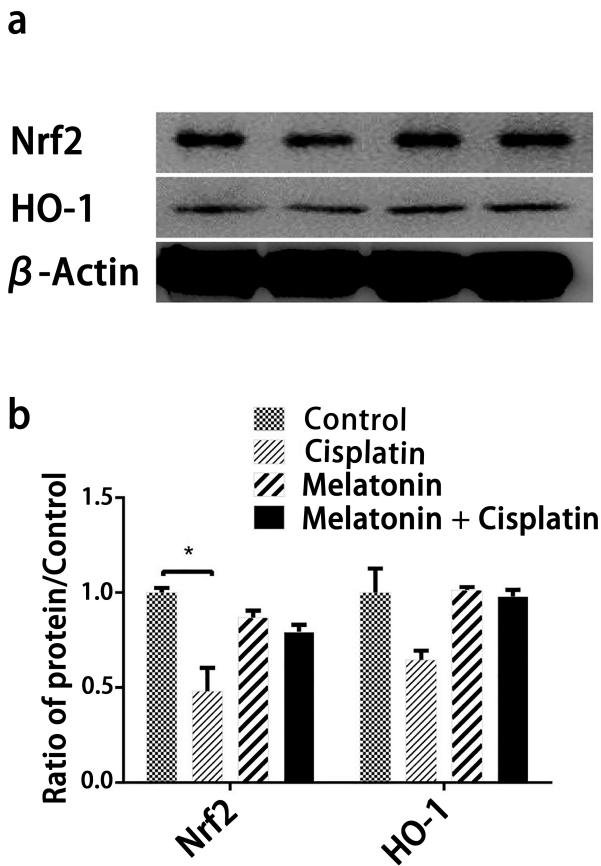 a
Nrf2
HO-1
β-Actin
b
Control
Cisplatin
Melatonin
Melatonin + Cisplatin
Ratio of protein/Control
1.5
1.0
0.5
0.0
*
Nrf2
HO-1